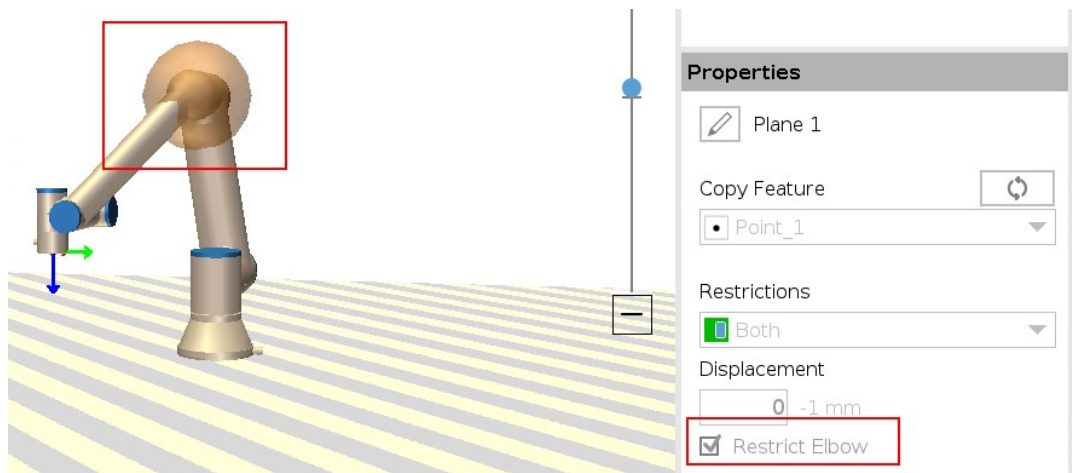 Properties
Plane 1
Copy Feature
Point_1
Restrictions
Both
Displacement
0 -1 mm
Restrict Elbow